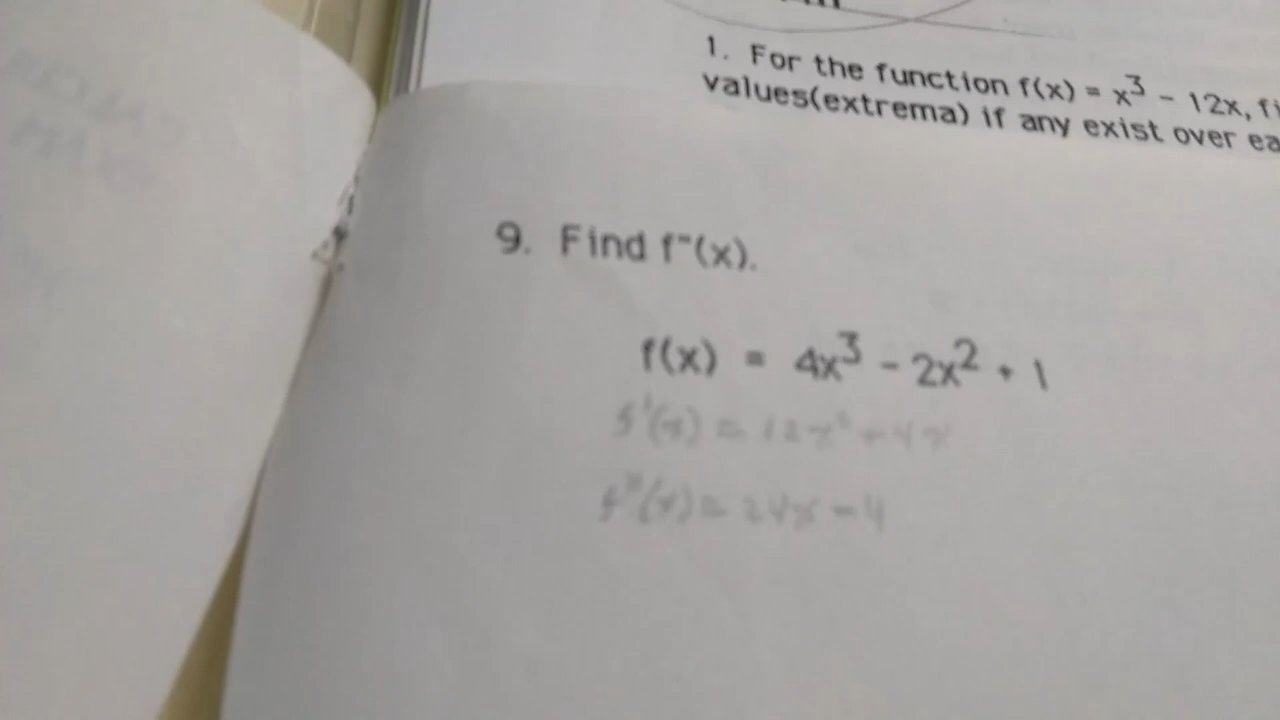 1. For the function f(x) = x³ - 12x,
values(extrema) if any exist over
9. Find f"(x).
f(x) = 4x³ - 2x² + 1
f'(x) = 12x² - 4x
f"(x) = 24x - 4